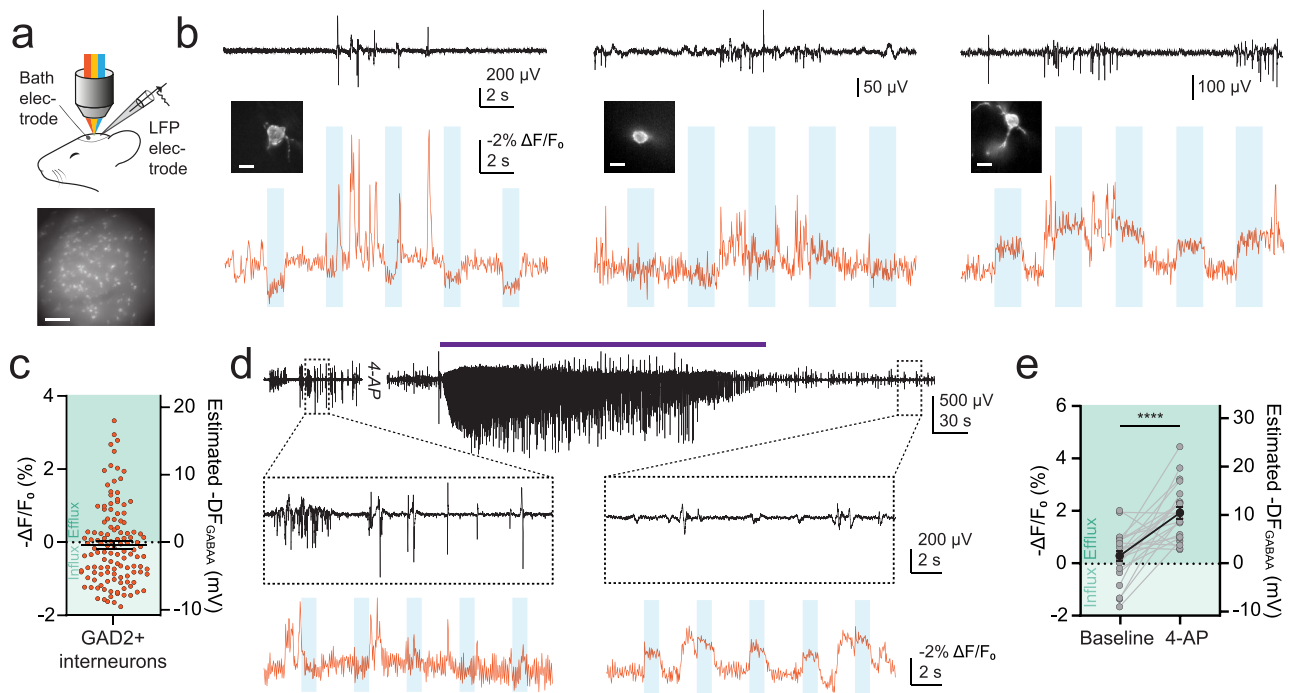 a
Bath
elec-
trode
LFP
elec-
trode
b
200 µV
2 s
50 µV
100 µV
-2% ΔF/F₀
2 s
c
4
2
0
-2
-ΔF/F₀ (%)
Influx
Efflux
20
10
0
-10
Estimated -DF_GABAA (mV)
GAD2+
interneurons
d
4-AP
500 µV
30 s
200 µV
2 s
-2% ΔF/F₀
2 s
e
6
4
2
0
-2
-ΔF/F₀ (%)
Influx
Efflux
****
30
20
10
0
-10
Estimated -DF_GABAA (mV)
Baseline
4-AP